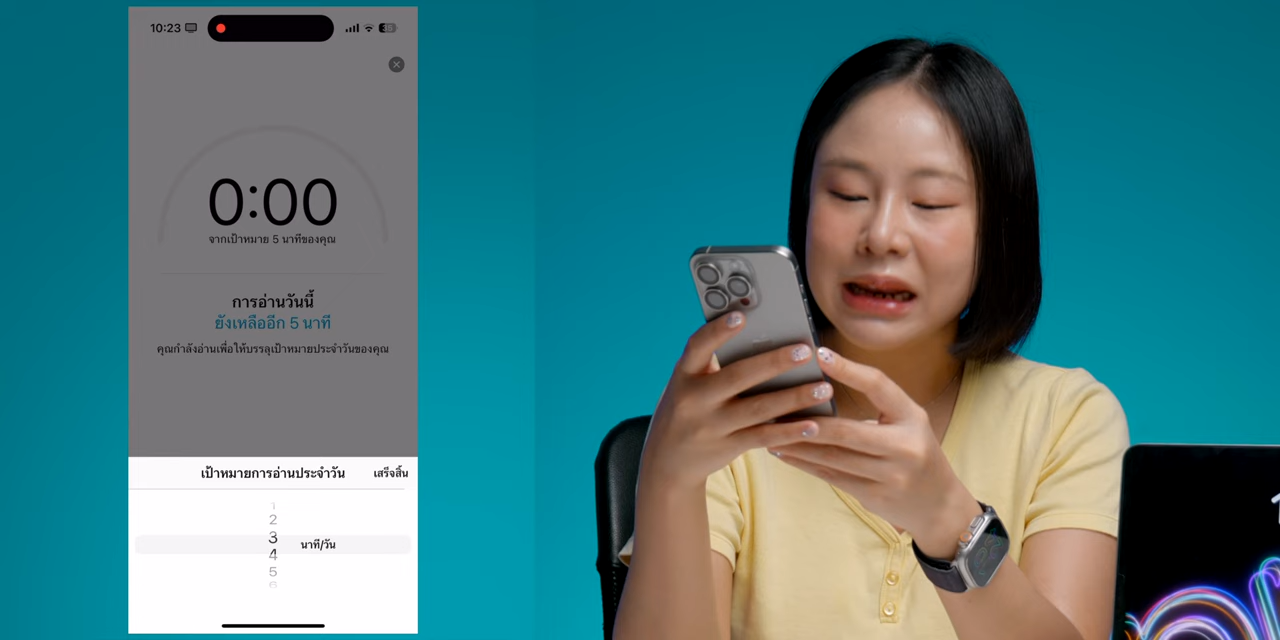 10:23
0:00
จากเป้าหมาย 5 นาทีของคุณ
การอ่านวันนี้
ยังเหลืออีก 5 นาที
คุณกำลังอ่านเพื่อให้บรรลุเป้าหมายประจำวันของคุณ
เป้าหมายการอ่านประจำวัน เสร็จสิ้น
2
3
4 นาที/วัน
5